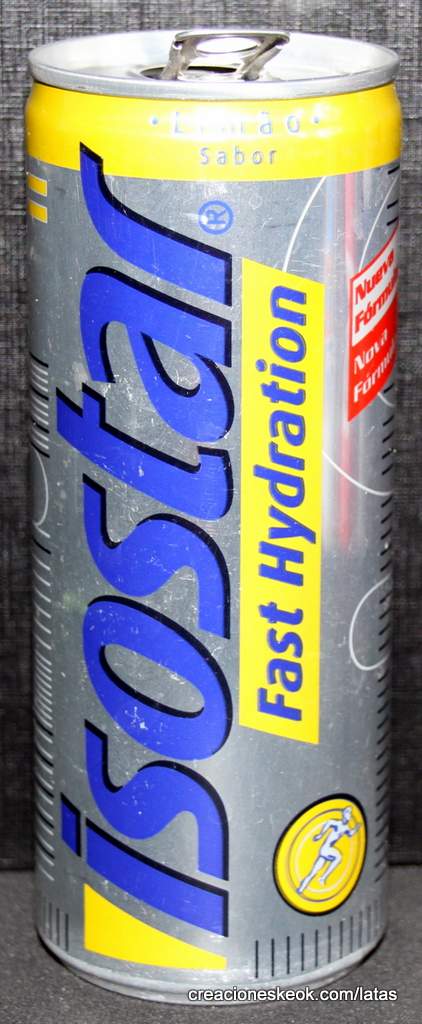 • Limão •
Sabor
isostar®
Fast Hydration
Nueva
Fórmula
Nova
Fórmula
creacioneskeok.com/latas